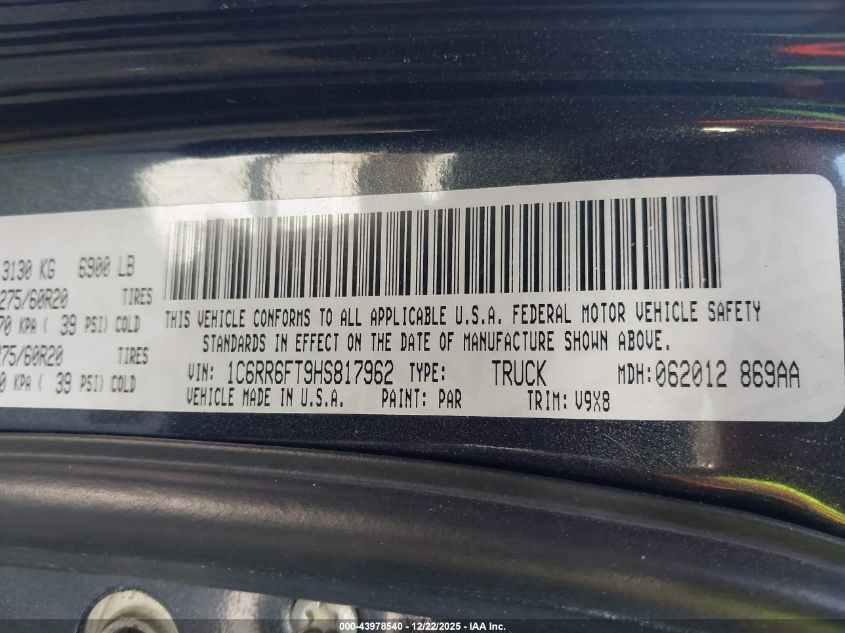 3130 KG 6900 LB
275/60R20 TIRES
70 KPA ( 39 PSI) COLD
275/60R20 TIRES
0 KPA ( 39 PSI) COLD
THIS VEHICLE CONFORMS TO ALL APPLICABLE U.S.A. FEDERAL MOTOR VEHICLE SAFETY
STANDARDS IN EFFECT ON THE DATE OF MANUFACTURE SHOWN ABOVE.
VIN: 1C6RR6FT9HS817962 TYPE: TRUCK MDH:062012 869AA
VEHICLE MADE IN U.S.A. PAINT: PAR TRIM: V9X8
000-43978540 | 12/22/2025 - IAA Inc.